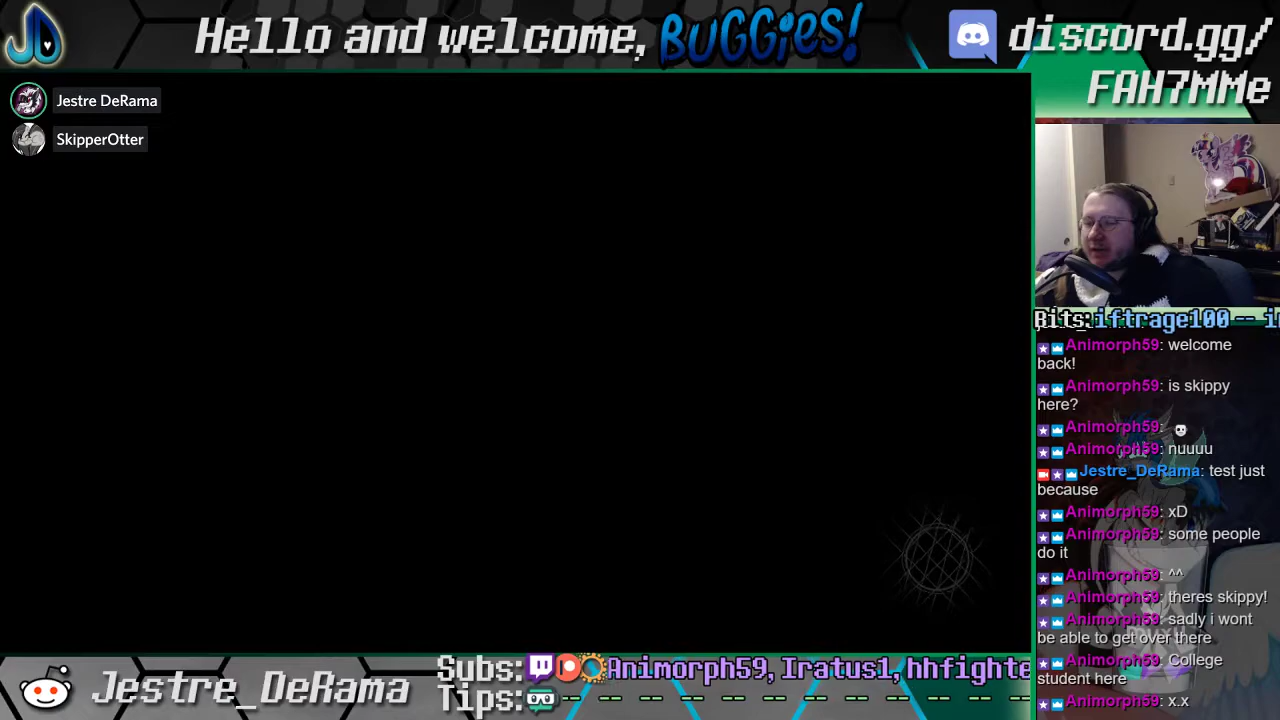 Hello and welcome, BUGGiES!
discord.gg/
FAH7MMe
Jestre DeRama
SkipperOtter
Bits: iftrage100 -- i
Animorph59: welcome
back!
Animorph59: is skippy
here?
Animorph59:
Animorph59: nuuuu
Jestre_DeRama: test just
because
Animorph59: xD
Animorph59: some people
do it
Animorph59: ^^
Animorph59: theres skippy!
Animorph59: sadly i wont
be able to get over there
Animorph59: College
student here
Animorph59: x.x
Jestre_DeRama
Subs: Animorph59, Iratus1, hhfighte
Tips: -- -- -- -- -- -- -- -- -- -- --